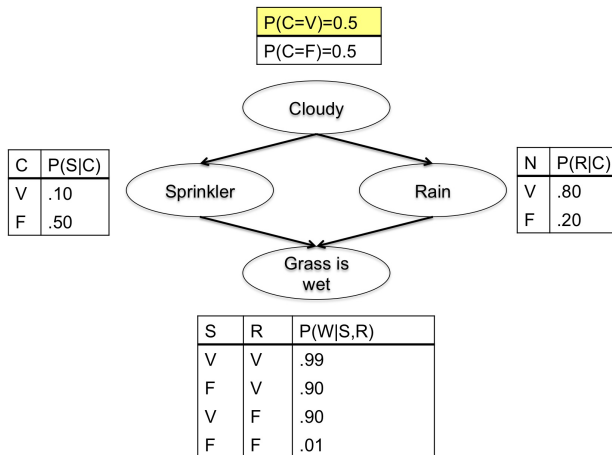 P(C=V)=0.5
P(C=F)=0.5
Cloudy
C P(S|C)
V .10
F .50
Sprinkler
Rain
N P(R|C)
V .80
F .20
Grass is
wet
S R P(W|S,R)
V V .99
F V .90
V F .90
F F .01